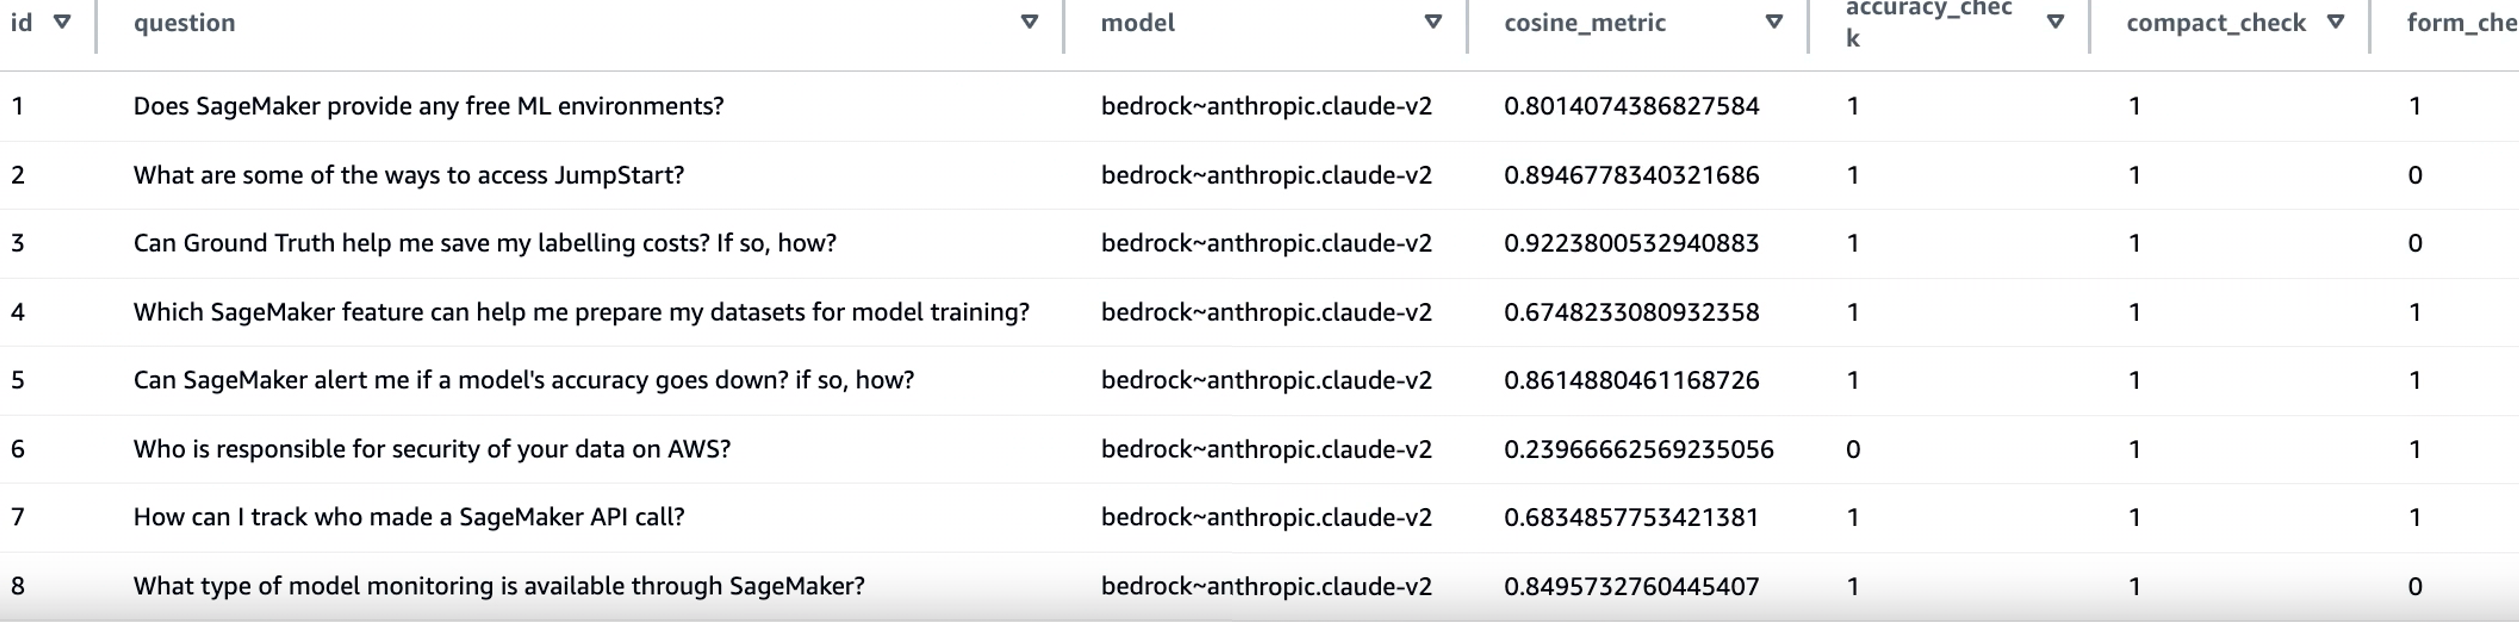 id question model cosine_metric accuracy_chec compact_check form_che
k
1 Does SageMaker provide any free ML environments? bedrock~anthropic.claude-v2 0.8014074386827584 1 1 1
2 What are some of the ways to access JumpStart? bedrock~anthropic.claude-v2 0.8946778340321686 1 1 0
3 Can Ground Truth help me save my labelling costs? If so, how? bedrock~anthropic.claude-v2 0.9223800532940883 1 1 0
4 Which SageMaker feature can help me prepare my datasets for model training? bedrock~anthropic.claude-v2 0.6748233080932358 1 1 1
5 Can SageMaker alert me if a model's accuracy goes down? if so, how? bedrock~anthropic.claude-v2 0.8614880461168726 1 1 1
6 Who is responsible for security of your data on AWS? bedrock~anthropic.claude-v2 0.23966662569235056 0 1 1
7 How can I track who made a SageMaker API call? bedrock~anthropic.claude-v2 0.6834857753421381 1 1 1
8 What type of model monitoring is available through SageMaker? bedrock~anthropic.claude-v2 0.8495732760445407 1 1 0